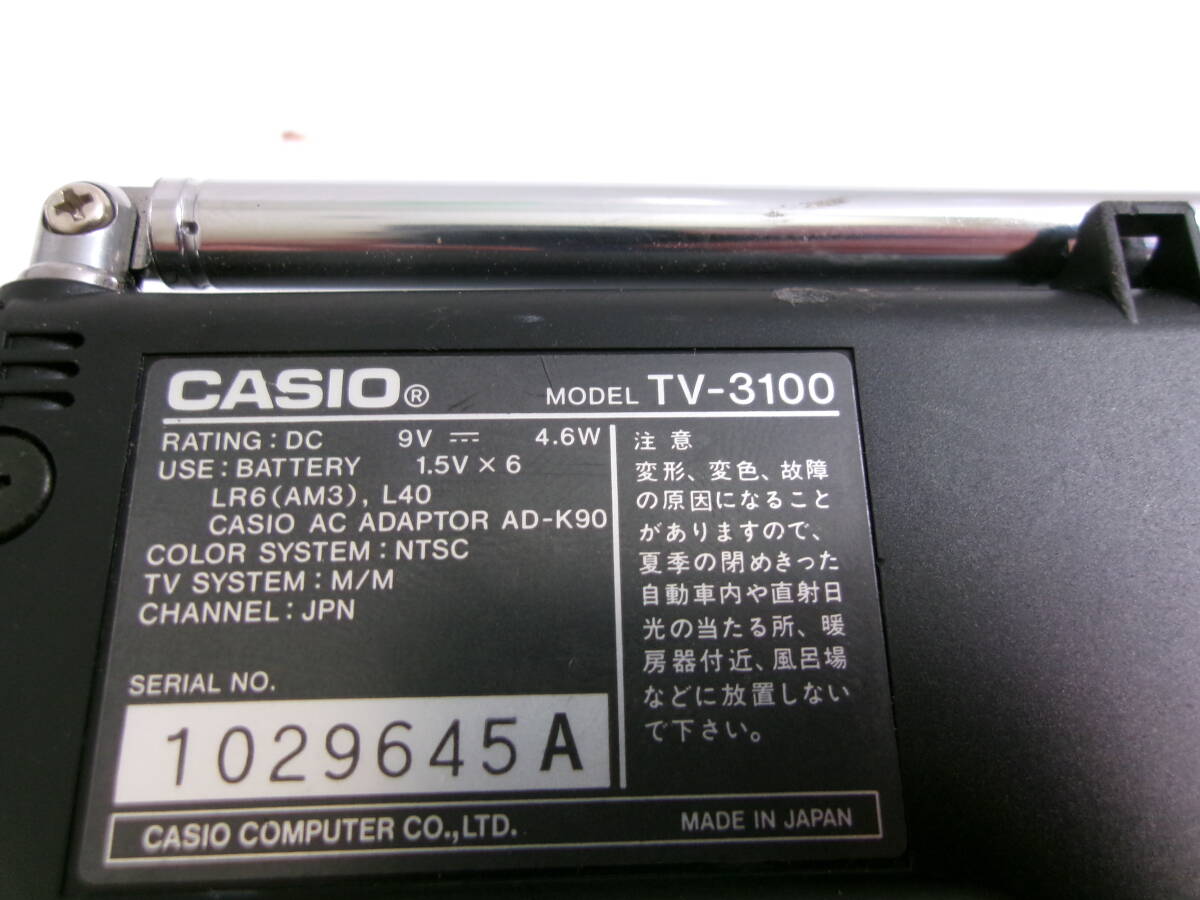 CASIO® MODEL TV-3100
RATING : DC 9V ⎓ 4.6W
USE : BATTERY 1.5V × 6
LR6(AM3), L40
CASIO AC ADAPTOR AD-K90
COLOR SYSTEM : NTSC
TV SYSTEM : M/M
CHANNEL : JPN
SERIAL NO.
1029645A
注意
変形、変色、故障
の原因になること
がありますので、
夏季の閉めきった
自動車内や直射日
光の当たる所、暖
房器付近、風呂場
などに放置しない
で下さい。
CASIO COMPUTER CO.,LTD. MADE IN JAPAN